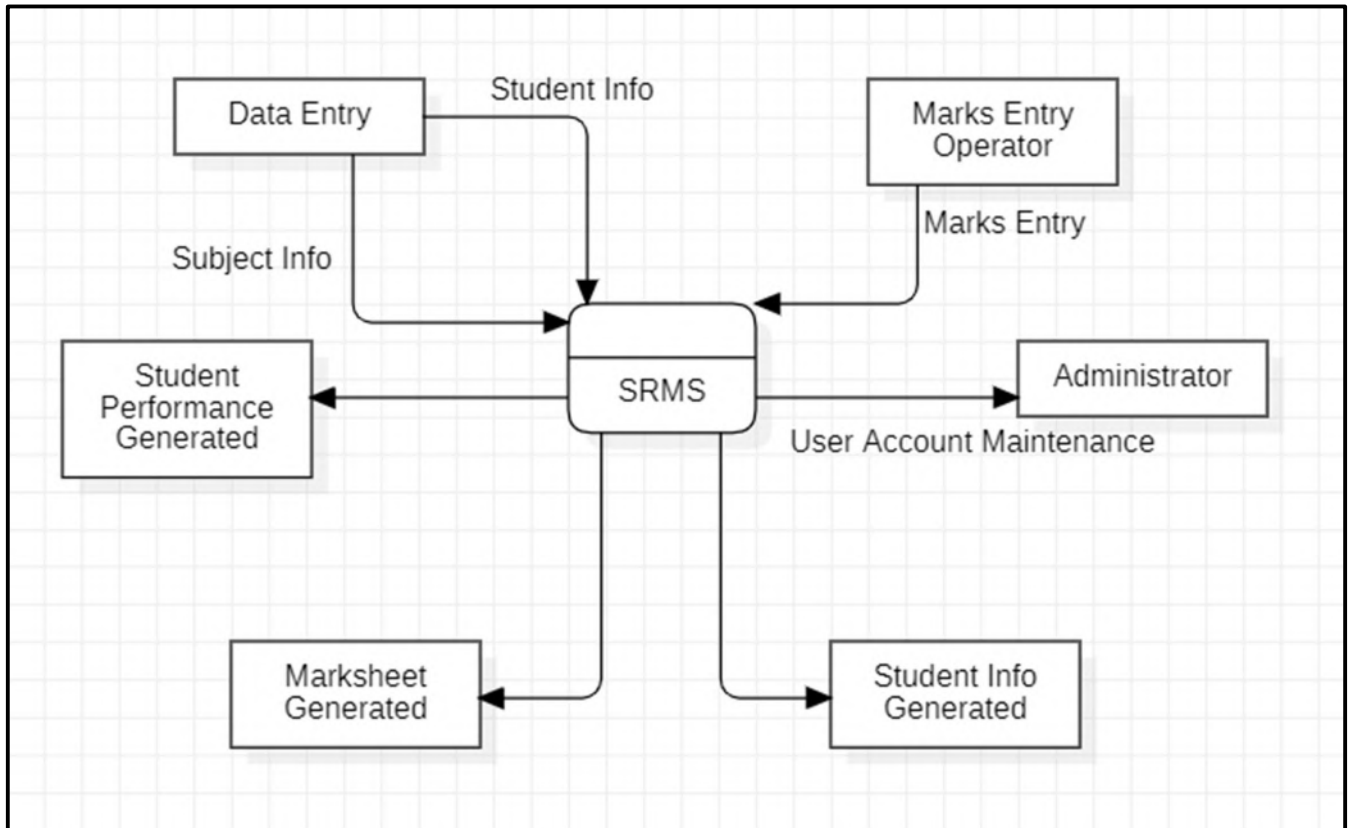 Student Info
Data Entry
Marks Entry
Operator
Marks Entry
Subject Info
Student
Performance
Generated
SRMS
Administrator
User Account Maintenance
Marksheet
Generated
Student Info
Generated